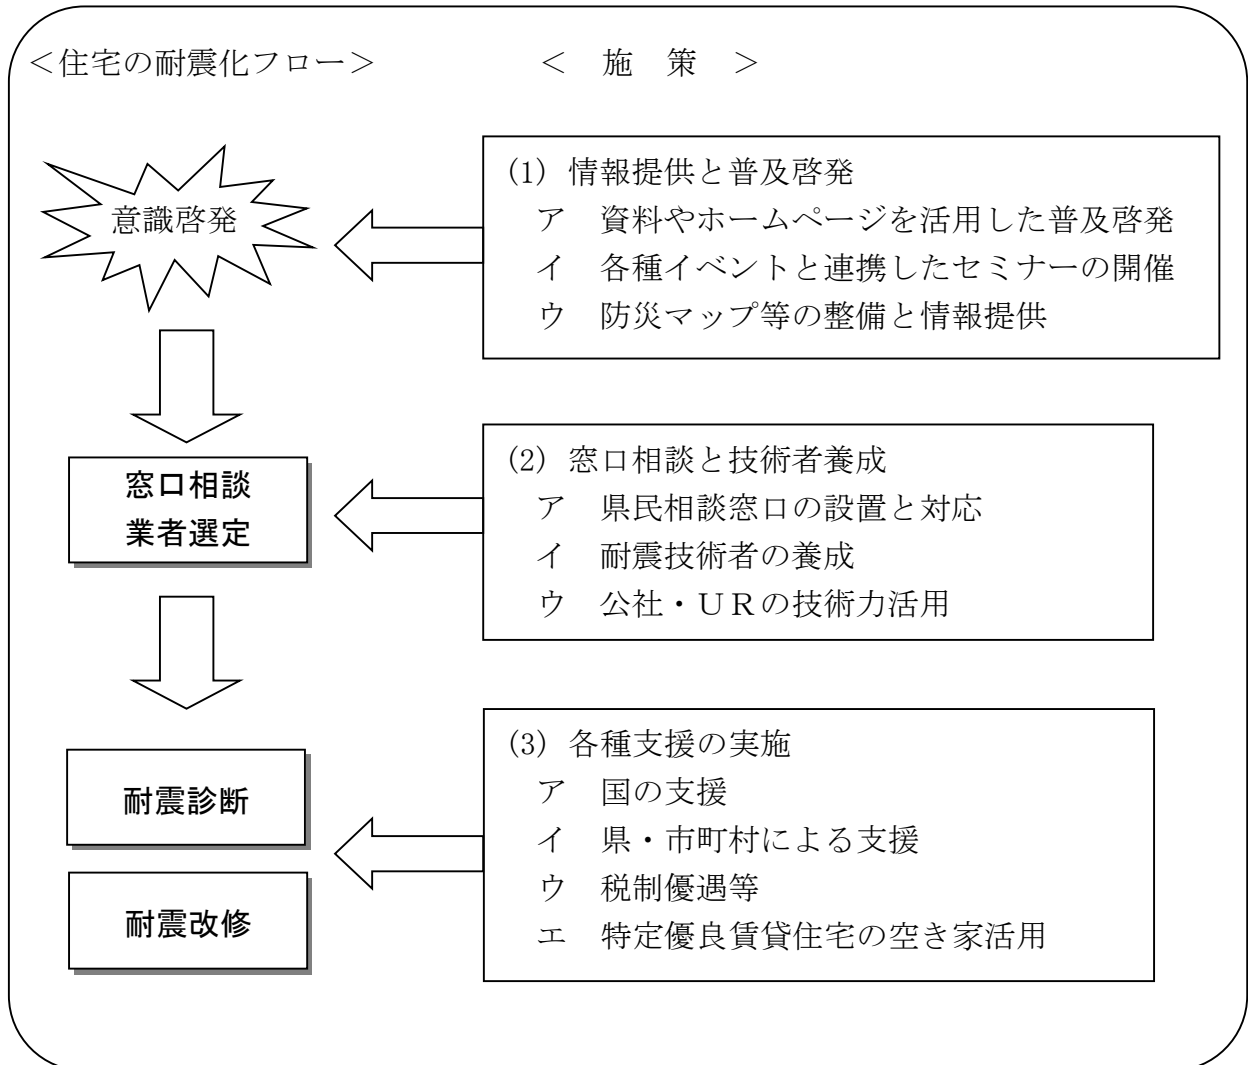 ＜住宅の耐震化フロー＞
＜　施　策　＞
意識啓発
(1) 情報提供と普及啓発
ア　資料やホームページを活用した普及啓発
イ　各種イベントと連携したセミナーの開催
ウ　防災マップ等の整備と情報提供
窓口相談
業者選定
(2) 窓口相談と技術者養成
ア　県民相談窓口の設置と対応
イ　耐震技術者の養成
ウ　公社・ＵＲの技術力活用
耐震診断
耐震改修
(3) 各種支援の実施
ア　国の支援
イ　県・市町村による支援
ウ　税制優遇等
エ　特定優良賃貸住宅の空き家活用